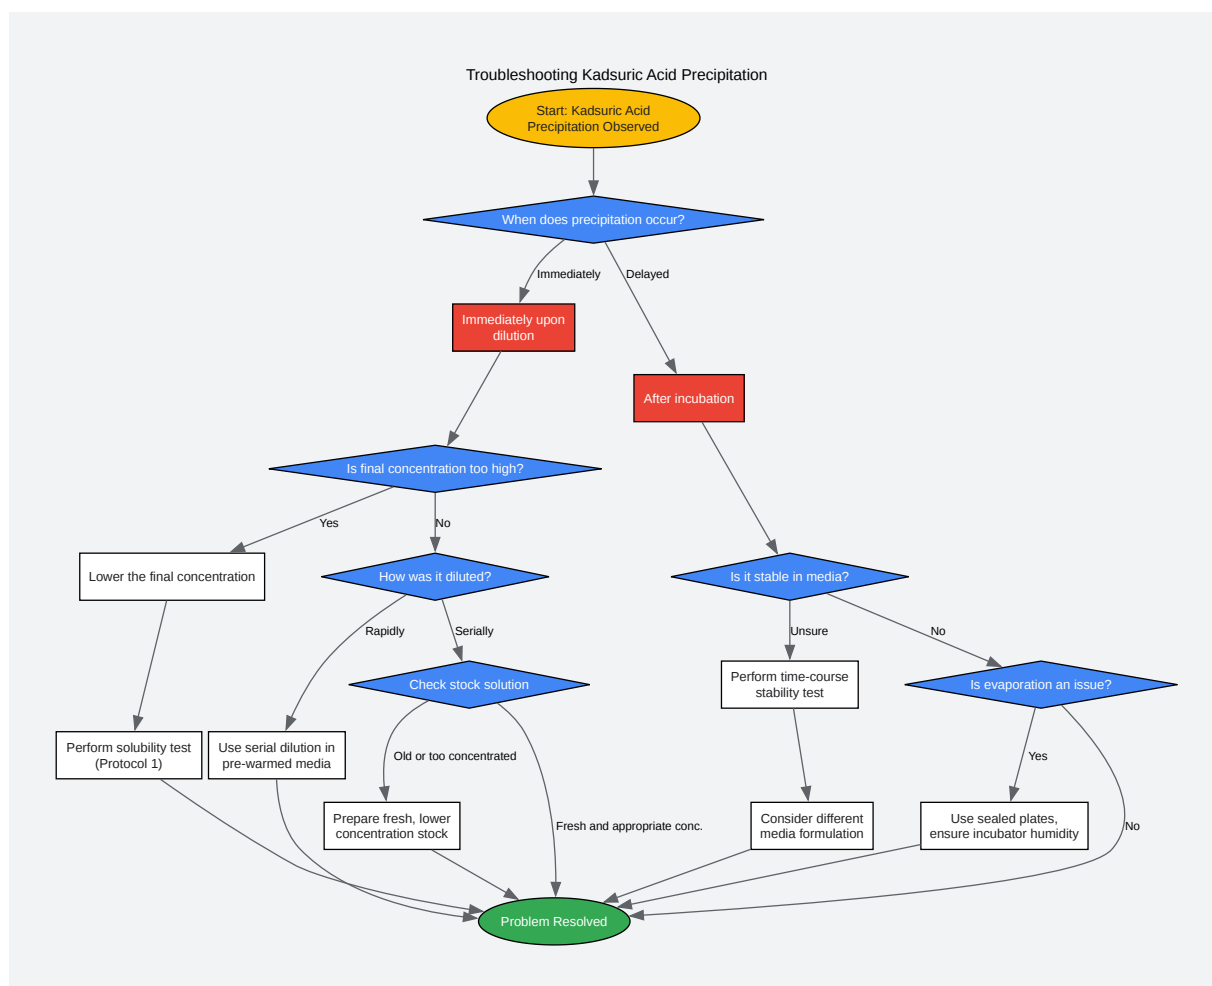 Troubleshooting Kadsuric Acid Precipitation
Start: Kadsuric Acid
Precipitation Observed
When does precipitation occur?
Immediately
Delayed
Immediately upon
dilution
After incubation
Is final concentration too high?
Yes
No
Lower the final concentration
How was it diluted?
Is it stable in media?
Rapidly
Serially
Unsure
No
Check stock solution
Perform time-course
stability test
Is evaporation an issue?
Perform solubility test
(Protocol 1)
Use serial dilution in
pre-warmed media
Old or too concentrated
Yes
Prepare fresh, lower
concentration stock
Fresh and appropriate conc.
Consider different
media formulation
Use sealed plates,
ensure incubator humidity
No
Problem Resolved